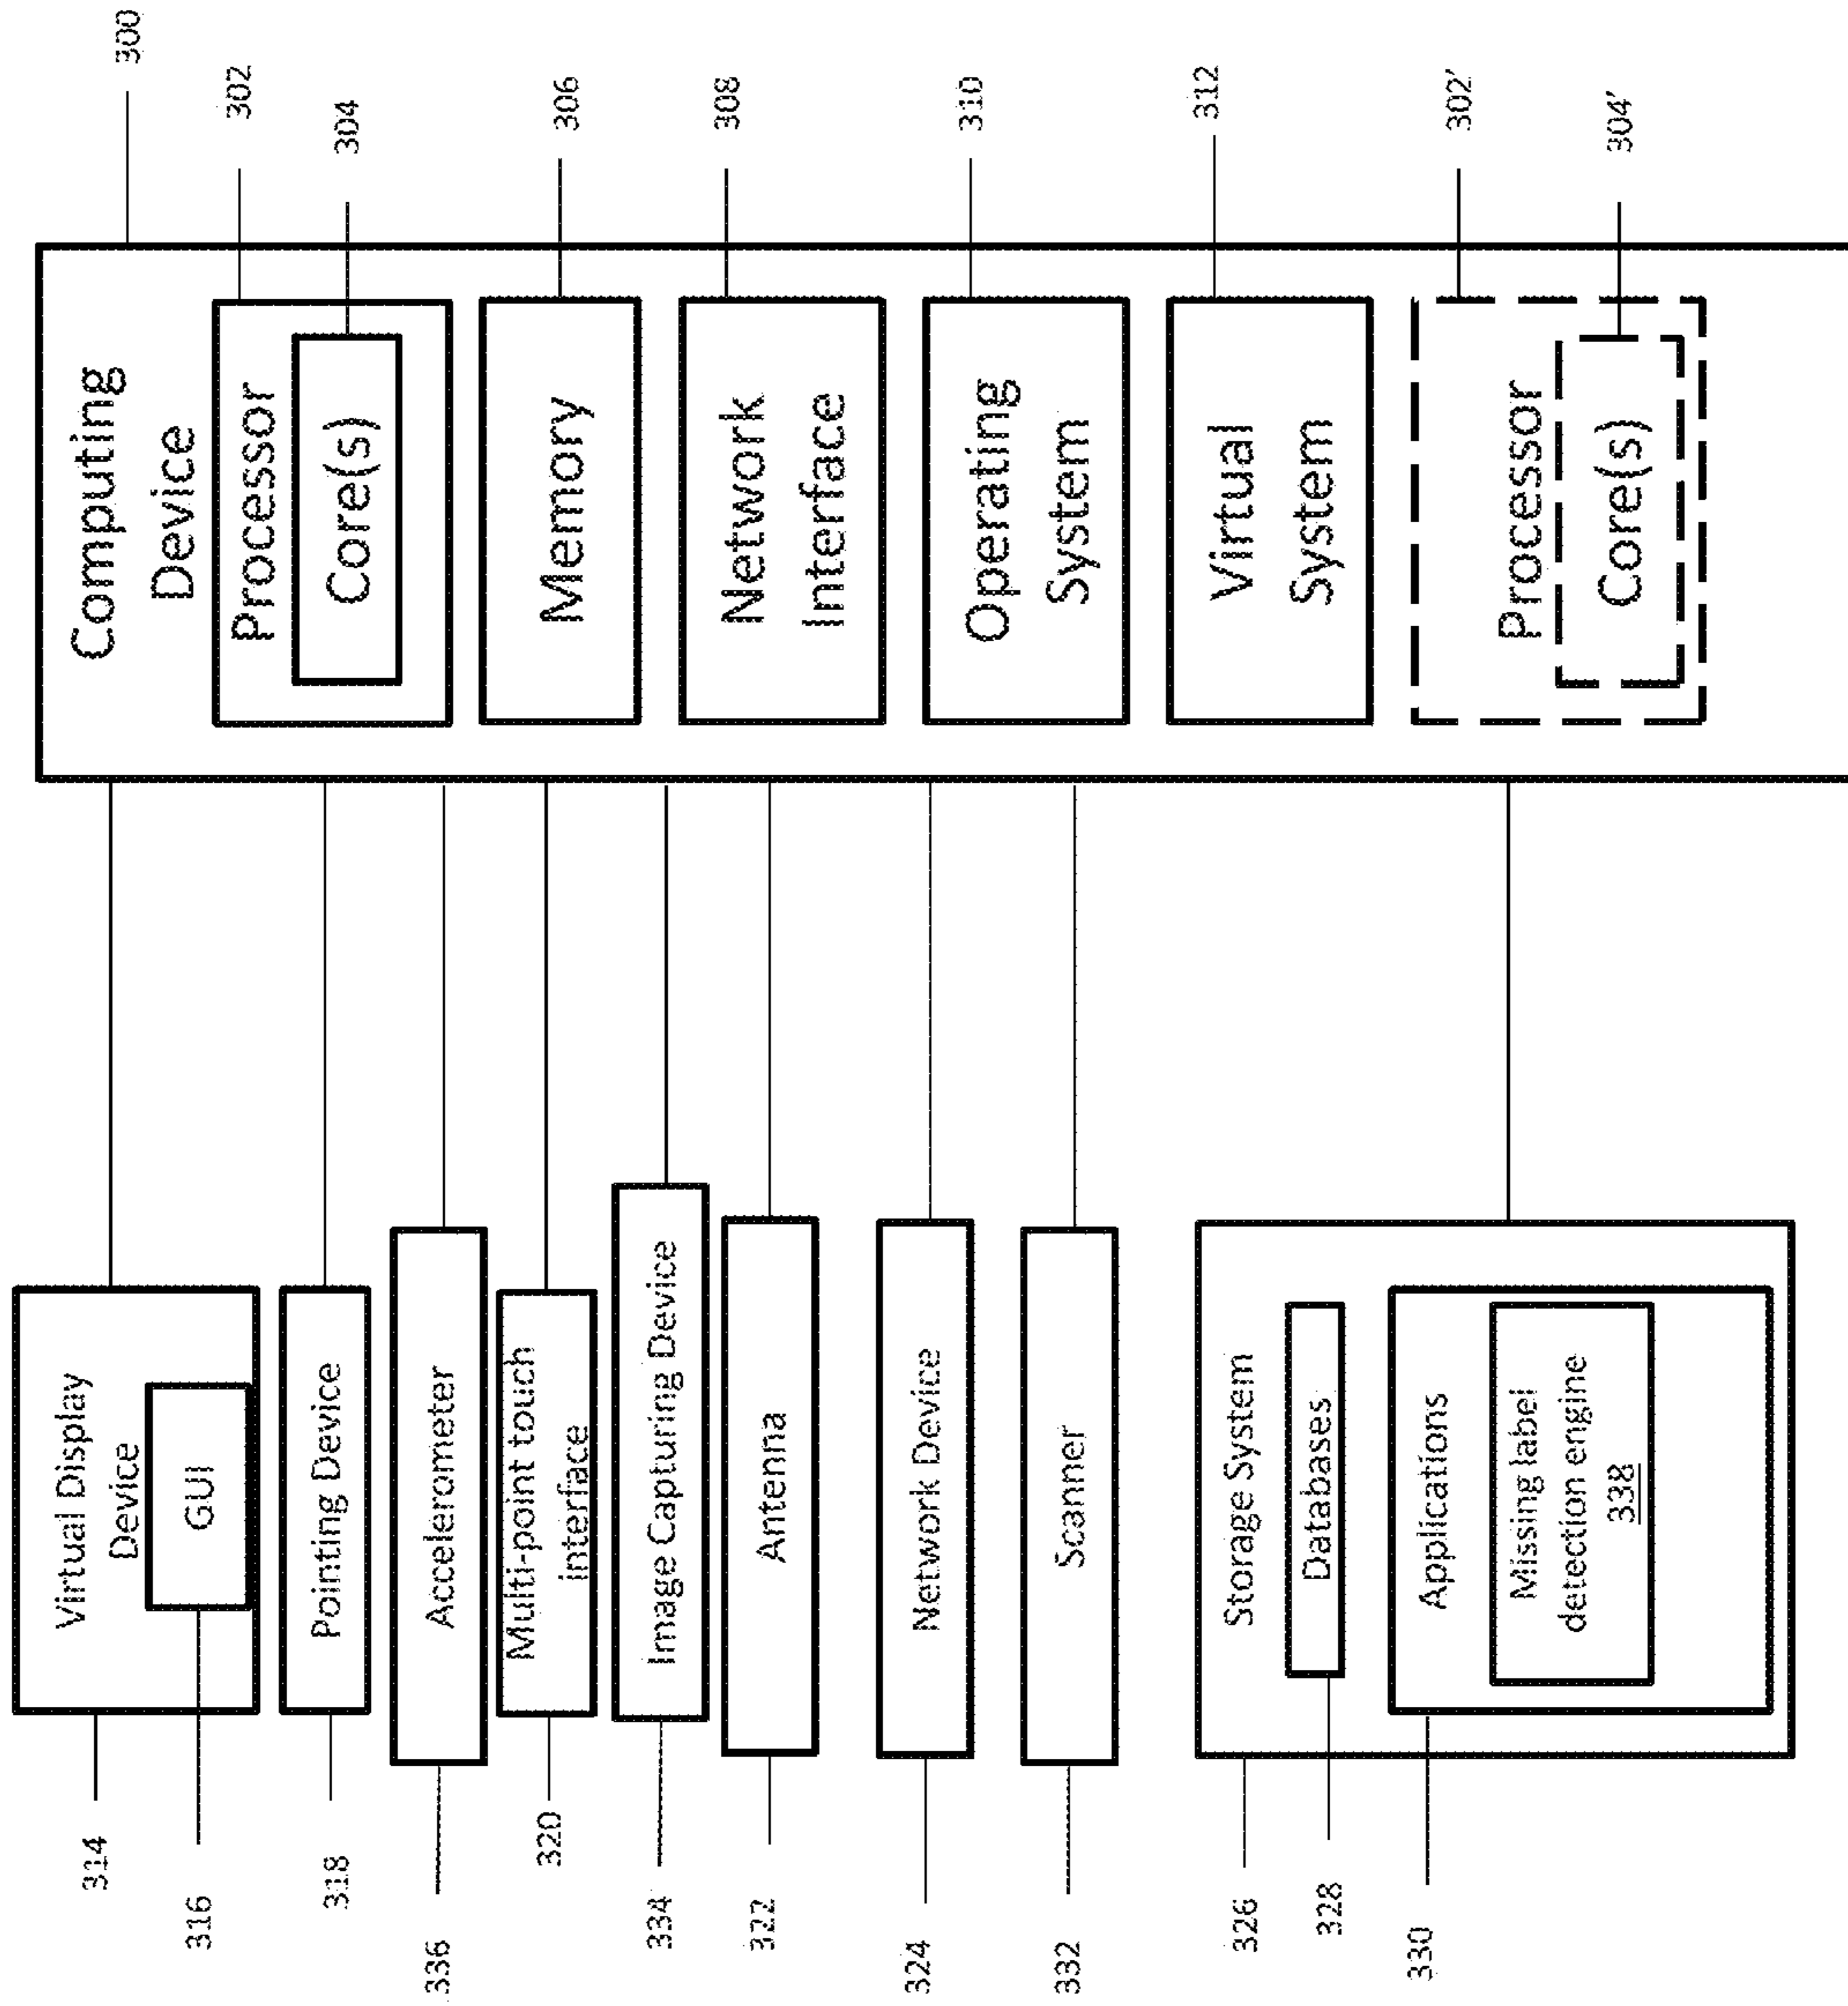 314
Virtual Display
Device
316
GUI
318
Pointing Device
336
Accelerometer
320
Multi-point touch
interface
334
Image Capturing Device
322
Antenna
324
Network Device
332
Scanner
326
Storage System
328
Databases
330
Applications
Missing label
detection engine
338
300
Computing
Device
302
Processor
304
Core(s)
306
Memory
308
Network
Interface
310
Operating
System
312
Virtual
System
302'
Processor
304'
Core(s)